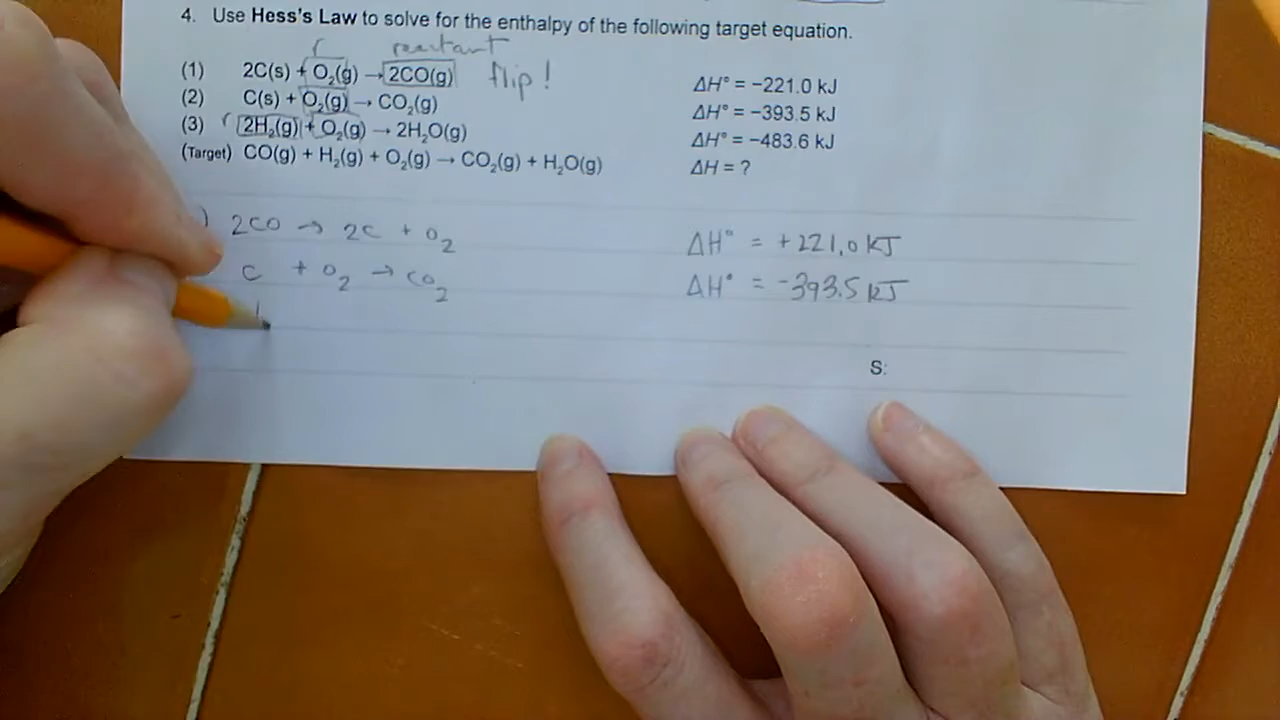 4. Use Hess's Law to solve for the enthalpy of the following target equation.
r reactant
(1) 2C(s) + O₂(g) → 2CO(g) flip! ΔH° = −221.0 kJ
(2) C(s) + O₂(g) → CO₂(g) ΔH° = −393.5 kJ
r
(3) 2H₂(g) + O₂(g) → 2H₂O(g) ΔH° = −483.6 kJ
(Target) CO(g) + H₂(g) + O₂(g) → CO₂(g) + H₂O(g) ΔH = ?
) 2CO → 2C + O₂ ΔH° = +221.0 kJ
C + O₂ → CO₂ ΔH° = -393.5 kJ
S: